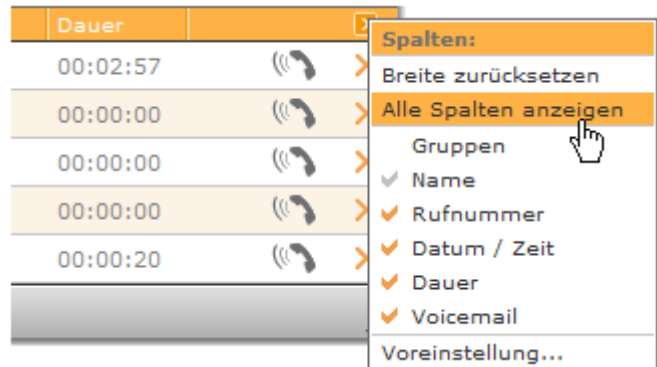 Dauer
Spalten:
00:02:57
Breite zurücksetzen
00:00:00
Alle Spalten anzeigen
Gruppen
00:00:00
Name
00:00:00
Rufnummer
00:00:20
Datum / Zeit
Dauer
Voicemail
Voreinstellung...